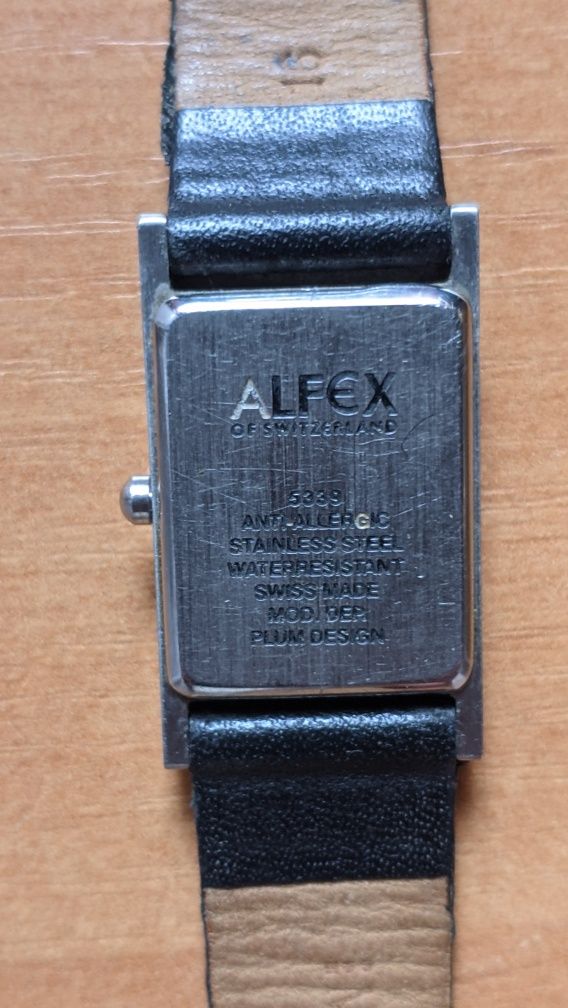 ALFEX
OF SWITZERLAND
5339
ANTI-ALLERGIC
STAINLESS STEEL
WATERRESISTANT
SWISS MADE
MOD. DEP.
PLUM DESIGN